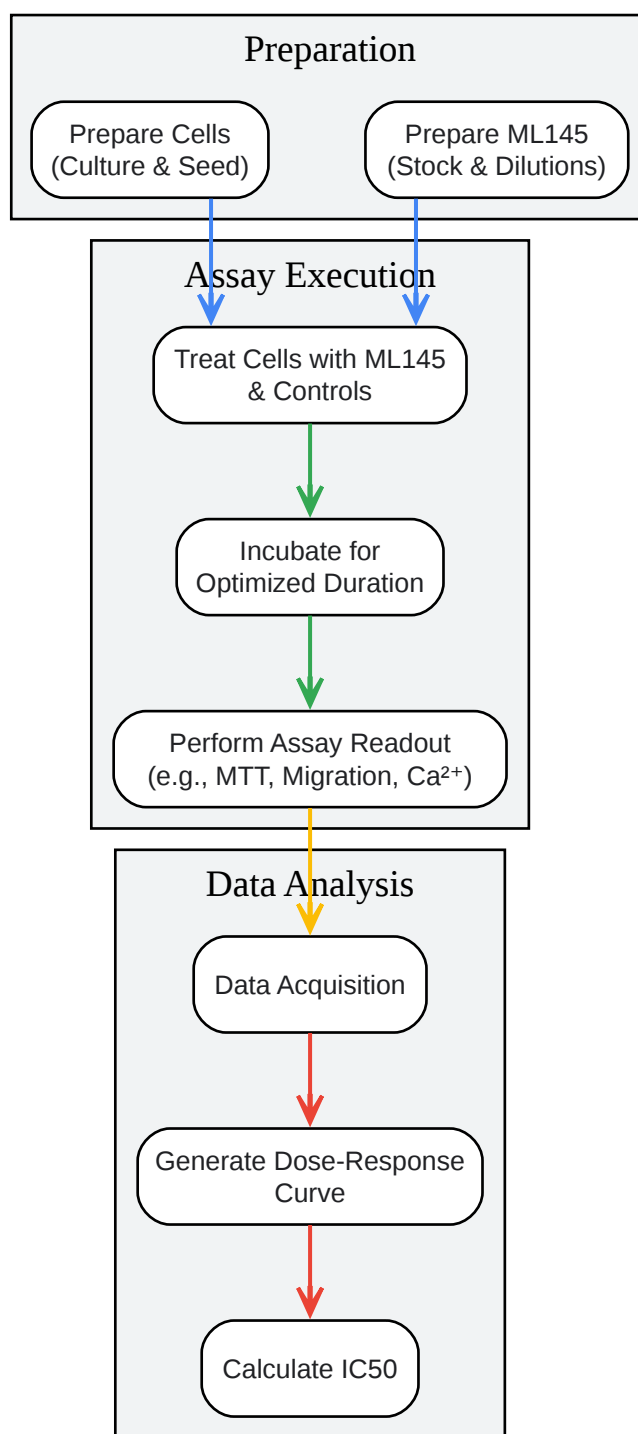 Preparation
Prepare Cells
(Culture & Seed)
Prepare ML145
(Stock & Dilutions)
Assay Execution
Treat Cells with ML145
& Controls
Incubate for
Optimized Duration
Perform Assay Readout
(e.g., MTT, Migration, Ca²⁺)
Data Analysis
Data Acquisition
Generate Dose-Response
Curve
Calculate IC50